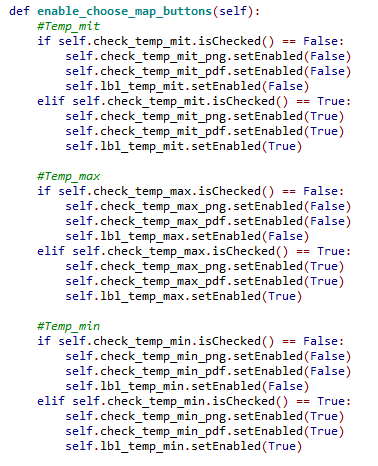 def enable_choose_map_buttons(self):
    #Temp_mit
    if self.check_temp_mit.isChecked() == False:
        self.check_temp_mit_png.setEnabled(False)
        self.check_temp_mit_pdf.setEnabled(False)
        self.lbl_temp_mit.setEnabled(False)
    elif self.check_temp_mit.isChecked() == True:
        self.check_temp_mit_png.setEnabled(True)
        self.check_temp_mit_pdf.setEnabled(True)
        self.lbl_temp_mit.setEnabled(True)

    #Temp_max
    if self.check_temp_max.isChecked() == False:
        self.check_temp_max_png.setEnabled(False)
        self.check_temp_max_pdf.setEnabled(False)
        self.lbl_temp_max.setEnabled(False)
    elif self.check_temp_max.isChecked() == True:
        self.check_temp_max_png.setEnabled(True)
        self.check_temp_max_pdf.setEnabled(True)
        self.lbl_temp_max.setEnabled(True)

    #Temp_min
    if self.check_temp_min.isChecked() == False:
        self.check_temp_min_png.setEnabled(False)
        self.check_temp_min_pdf.setEnabled(False)
        self.lbl_temp_min.setEnabled(False)
    elif self.check_temp_min.isChecked() == True:
        self.check_temp_min_png.setEnabled(True)
        self.check_temp_min_pdf.setEnabled(True)
        self.lbl_temp_min.setEnabled(True)